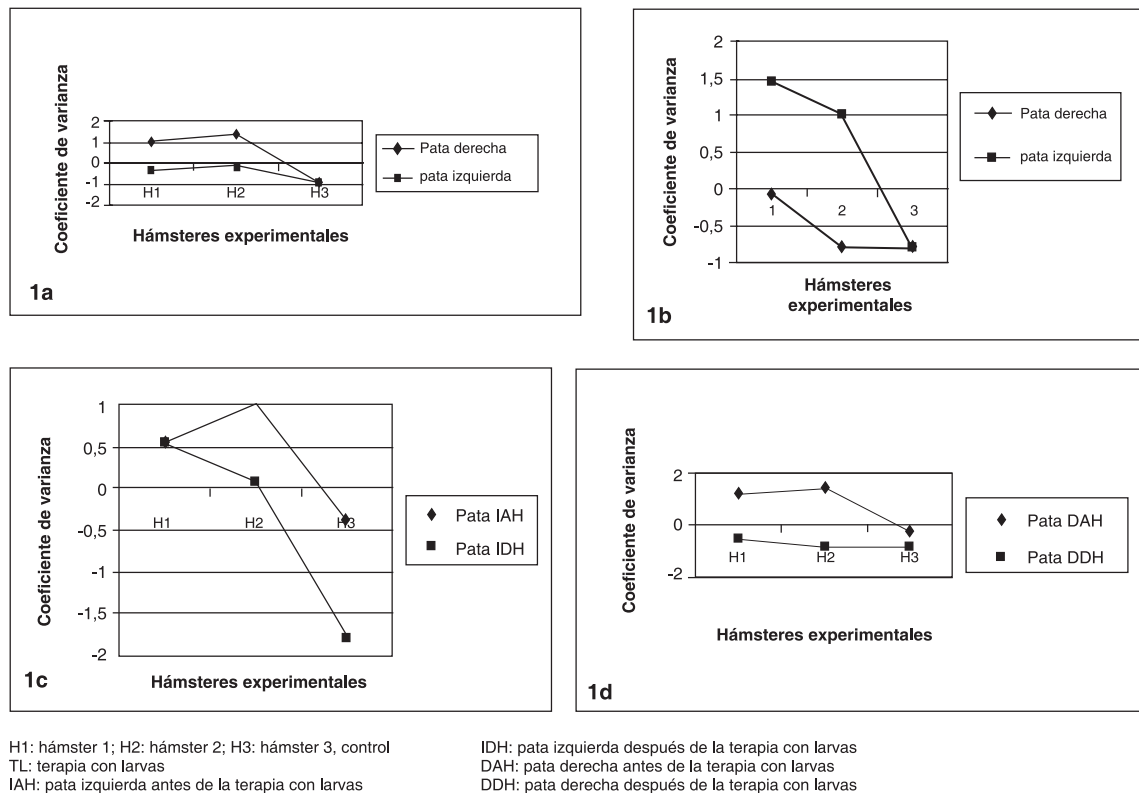 Coeficiente de varianza
2
1
0
-1
-2
H1
H2
H3
Hámsteres experimentales
Pata derecha
pata izquierda
1a
Coeficiente de varianza
2
1,5
1
0,5
0
-0,5
-1
1
2
3
Hámsteres
experimentales
Pata derecha
pata izquierda
1b
Coeficiente de varianza
1
0,5
0
-0,5
-1
-1,5
-2
H1
H2
H3
Hámsteres experimentales
Pata IAH
Pata IDH
1c
Coeficiente de varianza
2
0
-2
H1
H2
H3
Hámsteres experimentales
Pata DAH
Pata DDH
1d
H1: hámster 1; H2: hámster 2; H3: hámster 3, control
TL: terapia con larvas
IAH: pata izquierda antes de la terapia con larvas
IDH: pata izquierda después de la terapia con larvas
DAH: pata derecha antes de la terapia con larvas
DDH: pata derecha después de la terapia con larvas